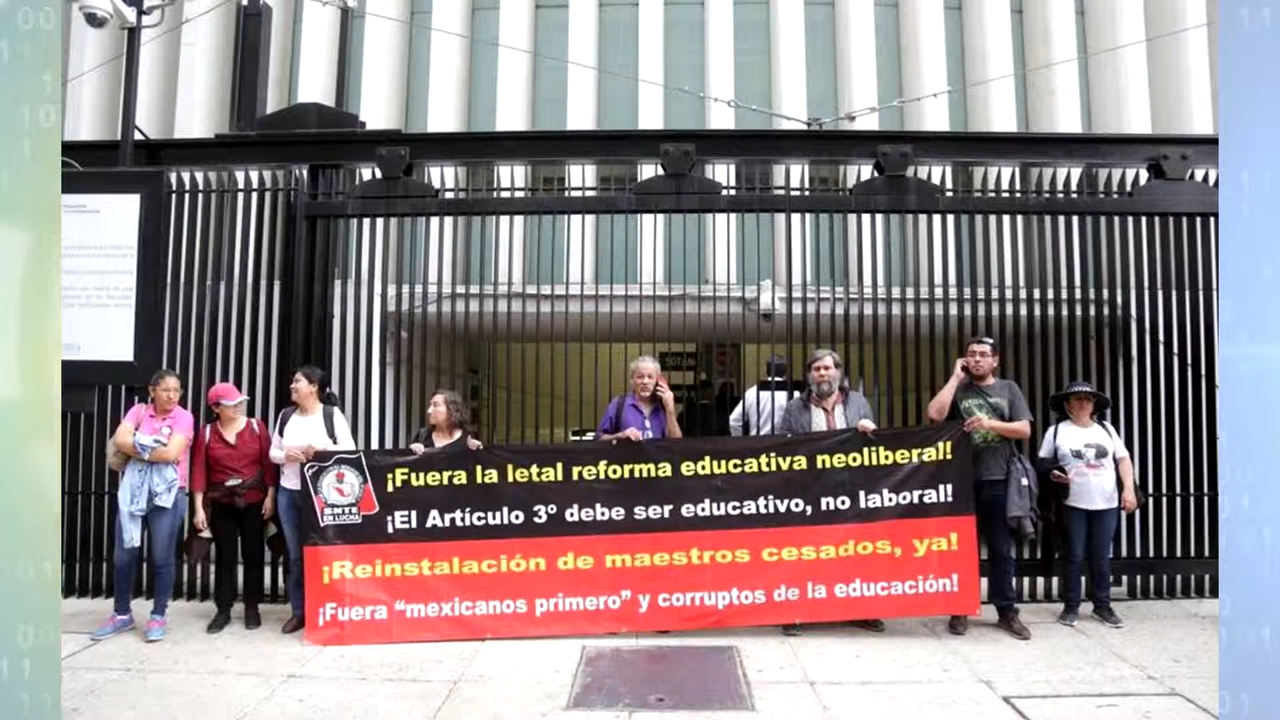 ¡Fuera la letal reforma educativa neoliberal!
¡El Artículo 3º debe ser educativo, no laboral!
¡Reinstalación de maestros cesados, ya!
¡Fuera “mexicanos primero” y corruptos de la educación!
SNTE
EN LUCHA